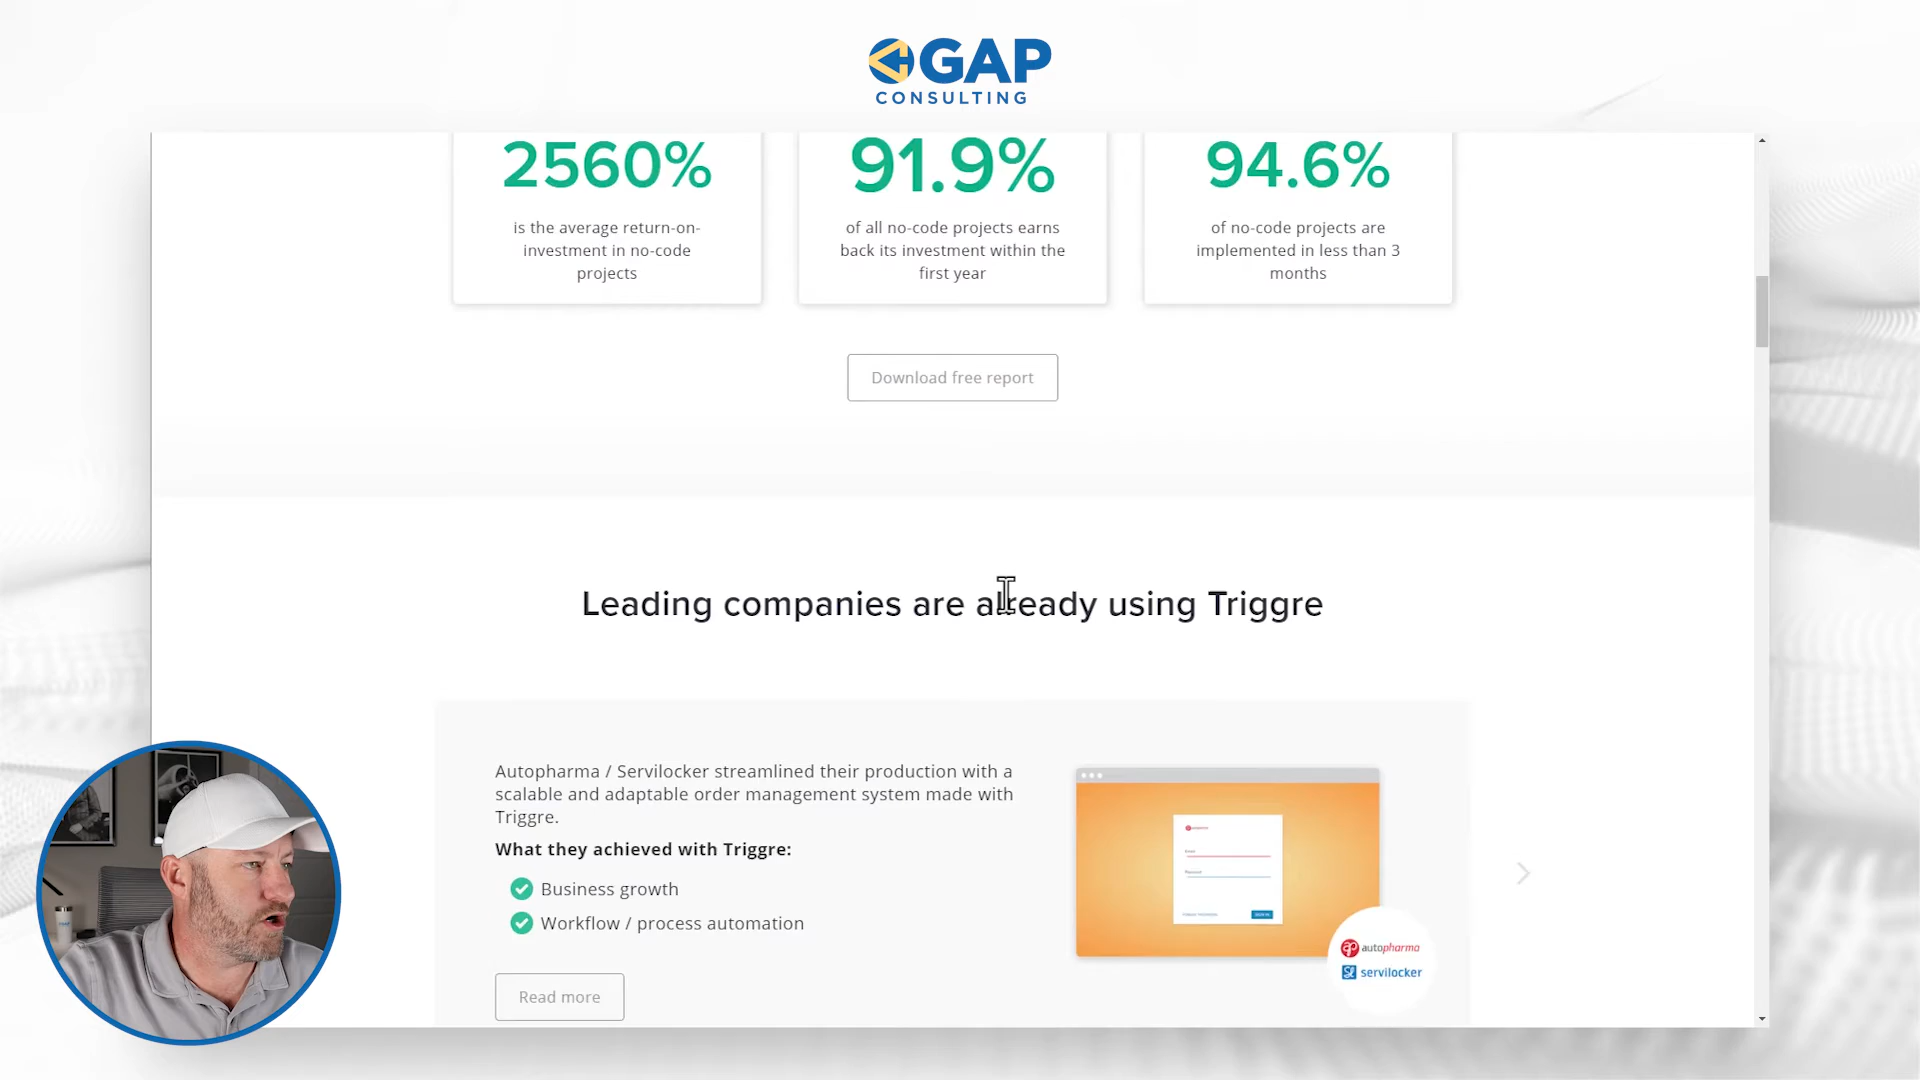 GAP
CONSULTING
2560%
is the average return-on-
investment in no-code
projects
91.9%
of all no-code projects earns
back its investment within the
first year
94.6%
of no-code projects are
implemented in less than 3
months
Download free report
Leading companies are already using Triggre
Autopharma / Servilocker streamlined their production with a
scalable and adaptable order management system made with
Triggre.
What they achieved with Triggre:
Business growth
Workflow / process automation
Read more
autopharma
servilocker